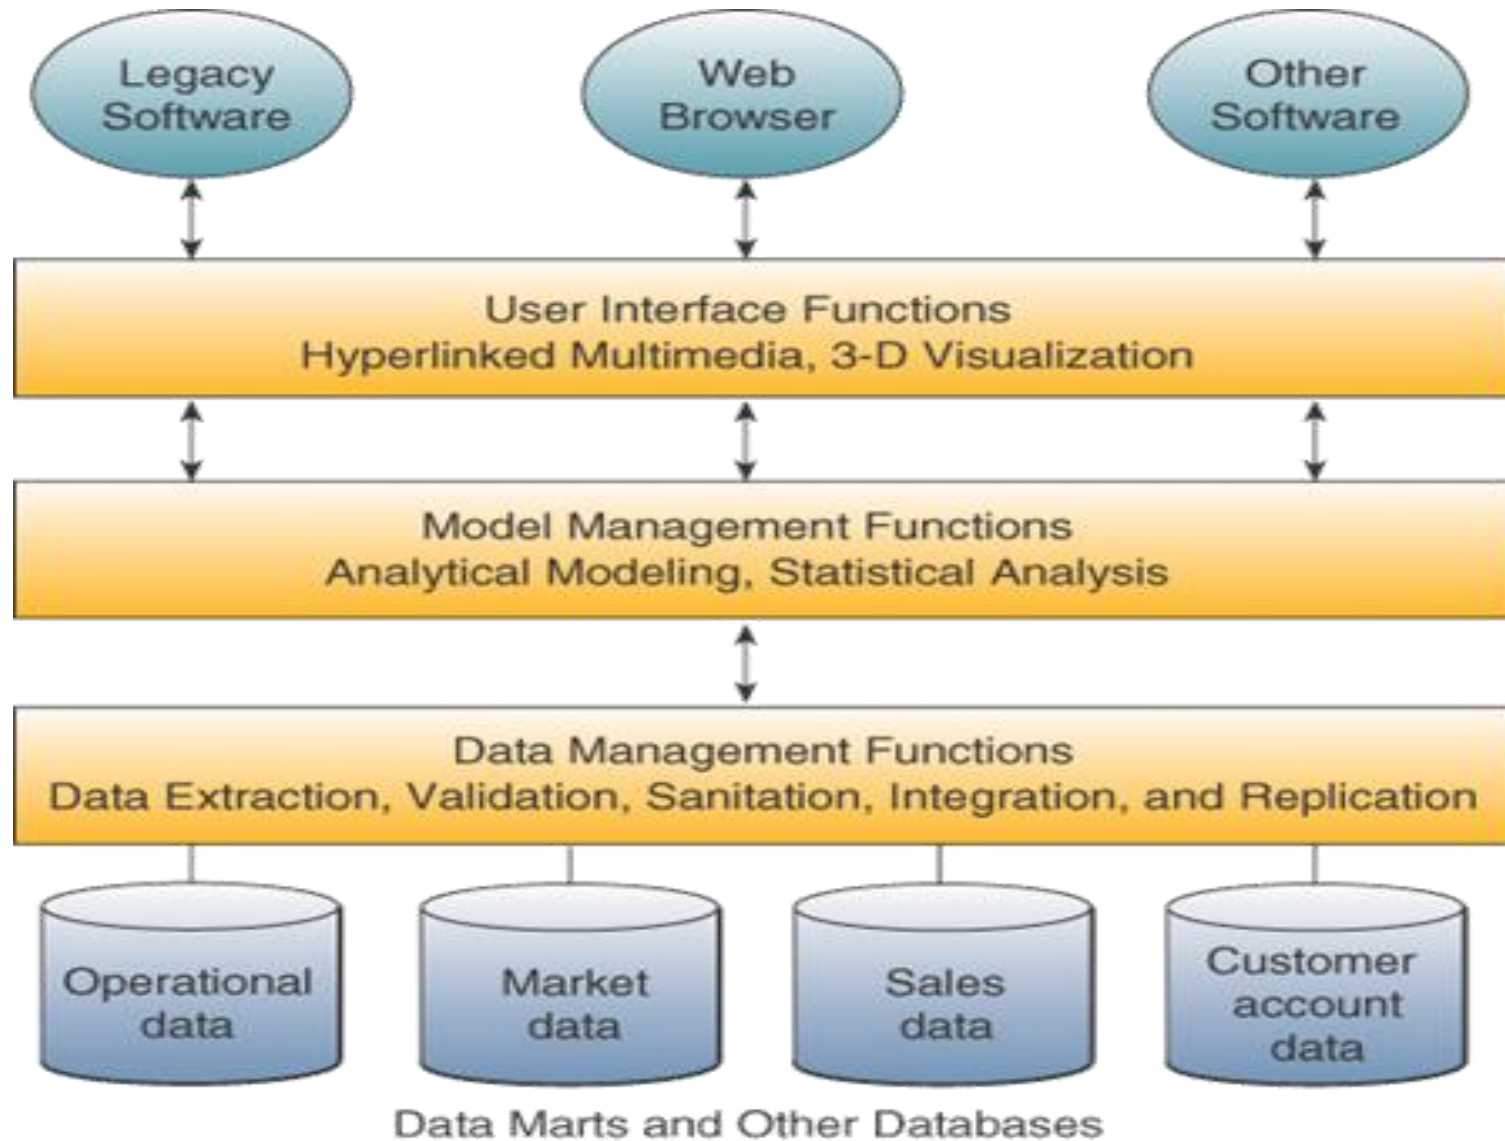 Legacy
Software
Web
Browser
Other
Software
User Interface Functions
Hyperlinked Multimedia, 3-D Visualization
Model Management Functions
Analytical Modeling, Statistical Analysis
Data Management Functions
Data Extraction, Validation, Sanitation, Integration, and Replication
Operational
data
Market
data
Sales
data
Customer
account
data
Data Marts and Other Databases